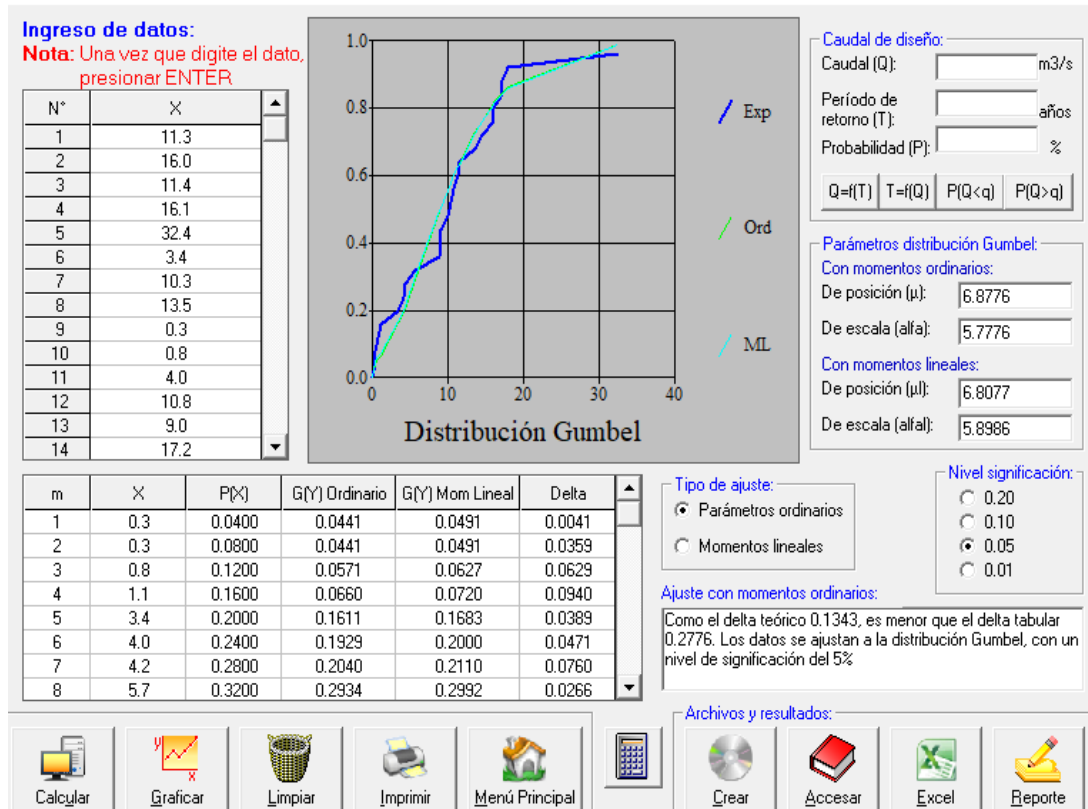 Ingreso de datos:
Nota: Una vez que digite el dato,
presionar ENTER
N° X
1 11.3
2 16.0
3 11.4
4 16.1
5 32.4
6 3.4
7 10.3
8 13.5
9 0.3
10 0.8
11 4.0
12 10.8
13 9.0
14 17.2
1.0
0.8
0.6
0.4
0.2
0.0
0 10 20 30 40
Exp
Ord
ML
Distribución Gumbel
Caudal de diseño:
Caudal (Q): m3/s
Período de
retorno (T): años
Probabilidad (P): %
Q=f(T) T=f(Q) P(Q<q) P(Q>q)
Parámetros distribución Gumbel:
Con momentos ordinarios:
De posición (μ): 6.8776
De escala (alfa): 5.7776
Con momentos lineales:
De posición (μl): 6.8077
De escala (alfal): 5.8986
m X P(X) G(Y) Ordinario G(Y) Mom Lineal Delta
1 0.3 0.0400 0.0441 0.0491 0.0041
2 0.3 0.0800 0.0441 0.0491 0.0359
3 0.8 0.1200 0.0571 0.0627 0.0629
4 1.1 0.1600 0.0660 0.0720 0.0940
5 3.4 0.2000 0.1611 0.1683 0.0389
6 4.0 0.2400 0.1929 0.2000 0.0471
7 4.2 0.2800 0.2040 0.2110 0.0760
8 5.7 0.3200 0.2934 0.2992 0.0266
Tipo de ajuste:
Parámetros ordinarios
Momentos lineales
Nivel significación:
0.20
0.10
0.05
0.01
Ajuste con momentos ordinarios:
Como el delta teórico 0.1343, es menor que el delta tabular
0.2776. Los datos se ajustan a la distribución Gumbel, con un
nivel de significación del 5%
Archivos y resultados:
y
x
Calcular Graficar Limpiar Imprimir Menú Principal Crear Accesar Excel Reporte